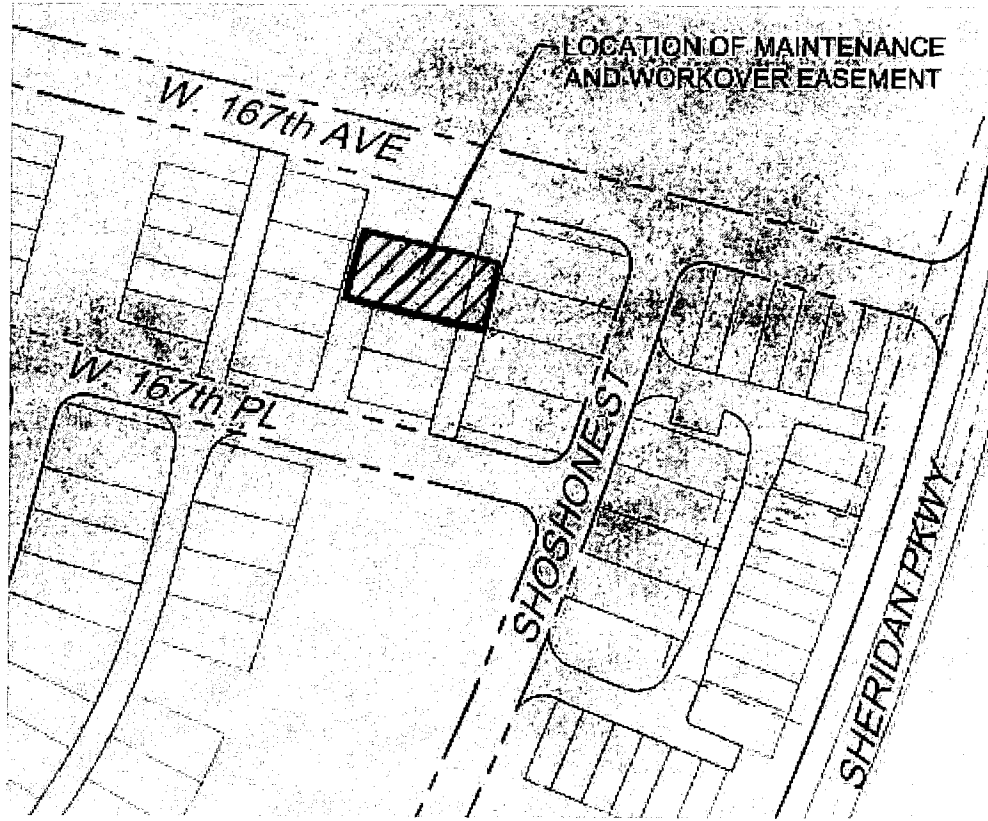 LOCATION OF MAINTENANCE
AND WORKOVER EASEMENT
W. 167th AVE
W. 167th PL
SHOSHONE ST
SHERIDAN PKWY